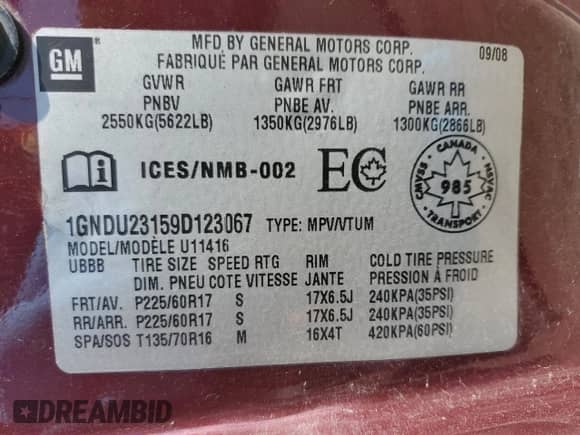 GM
MFD BY GENERAL MOTORS CORP.
FABRIQUÉ PAR GENERAL MOTORS CORP.
09/08
GVWR GAWR FRT GAWR RR
PNBV PNBE AV. PNBE ARR.
2550KG(5622LB) 1350KG(2976LB) 1300KG(2866LB)
i ICES/NMB-002 EC
CANADA
CMVSS 985 NSVAC
TRANSPORT
1GNDU23159D123067 TYPE: MPV/VTUM
MODEL/MODÈLE U11416
UBBB TIRE SIZE SPEED RTG RIM COLD TIRE PRESSURE
DIM. PNEU COTE VITESSE JANTE PRESSION À FROID
FRT/AV. P225/60R17 S 17X6.5J 240KPA(35PSI)
RR/ARR. P225/60R17 S 17X6.5J 240KPA(35PSI)
SPA/SOS T135/70R16 M 16X4T 420KPA(60PSI)
DREAMBID